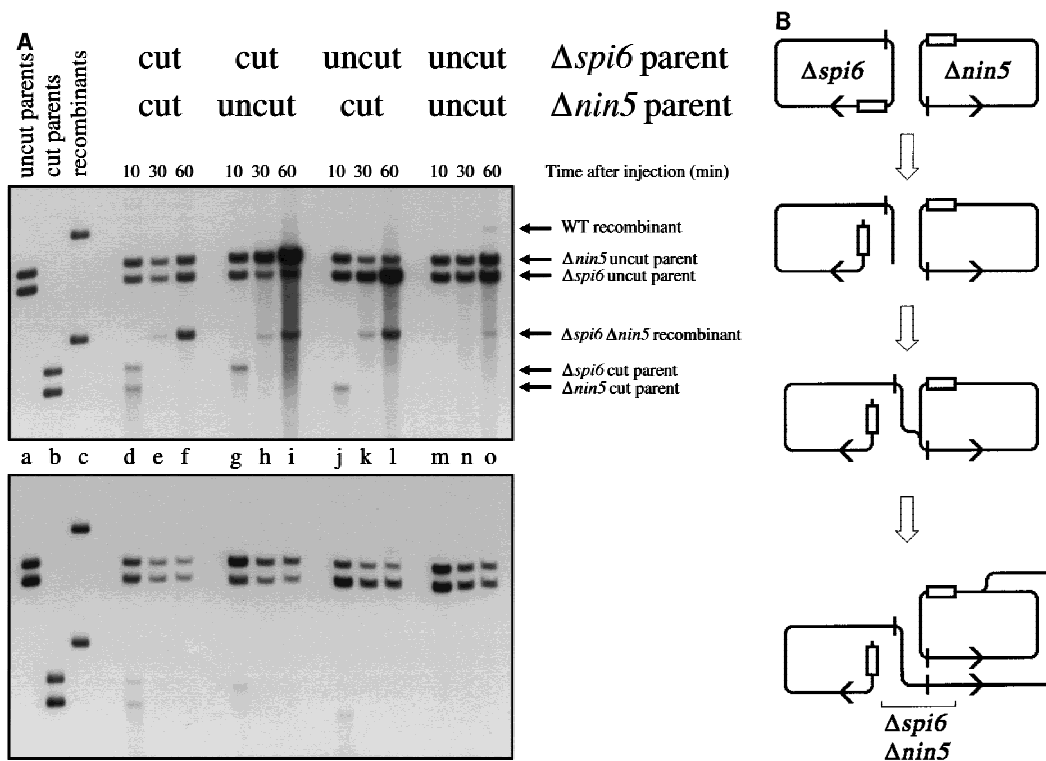 A
B
uncut parents
cut parents
recombinants
cut cut uncut uncut Δspi6 parent
cut uncut cut uncut Δnin5 parent
10 30 60 10 30 60 10 30 60 10 30 60 Time after injection (min)
WT recombinant
Δnin5 uncut parent
Δspi6 uncut parent
Δspi6 Δnin5 recombinant
Δspi6 cut parent
Δnin5 cut parent
a b c d e f g h i j k l m n o
Δspi6 Δnin5
Δspi6
Δnin5